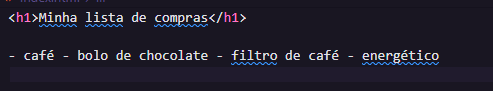 <h1>Minha lista de compras</h1>
- café - bolo de chocolate - filtro de café - energético